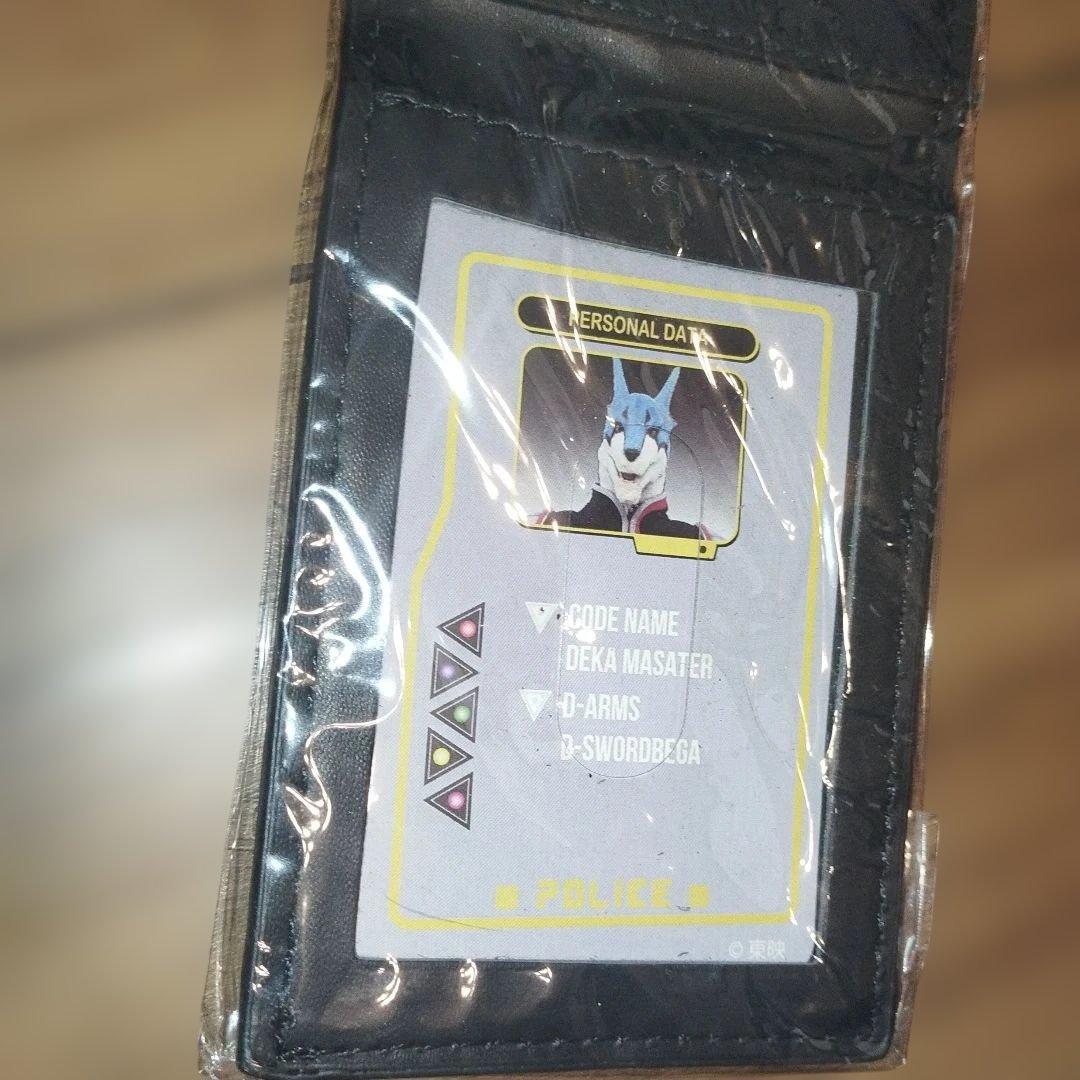 PERSONAL DATA
CODE NAME
DEKA MASATER
D-ARMS
D-SWORDBEGA
POLICE
© 東映